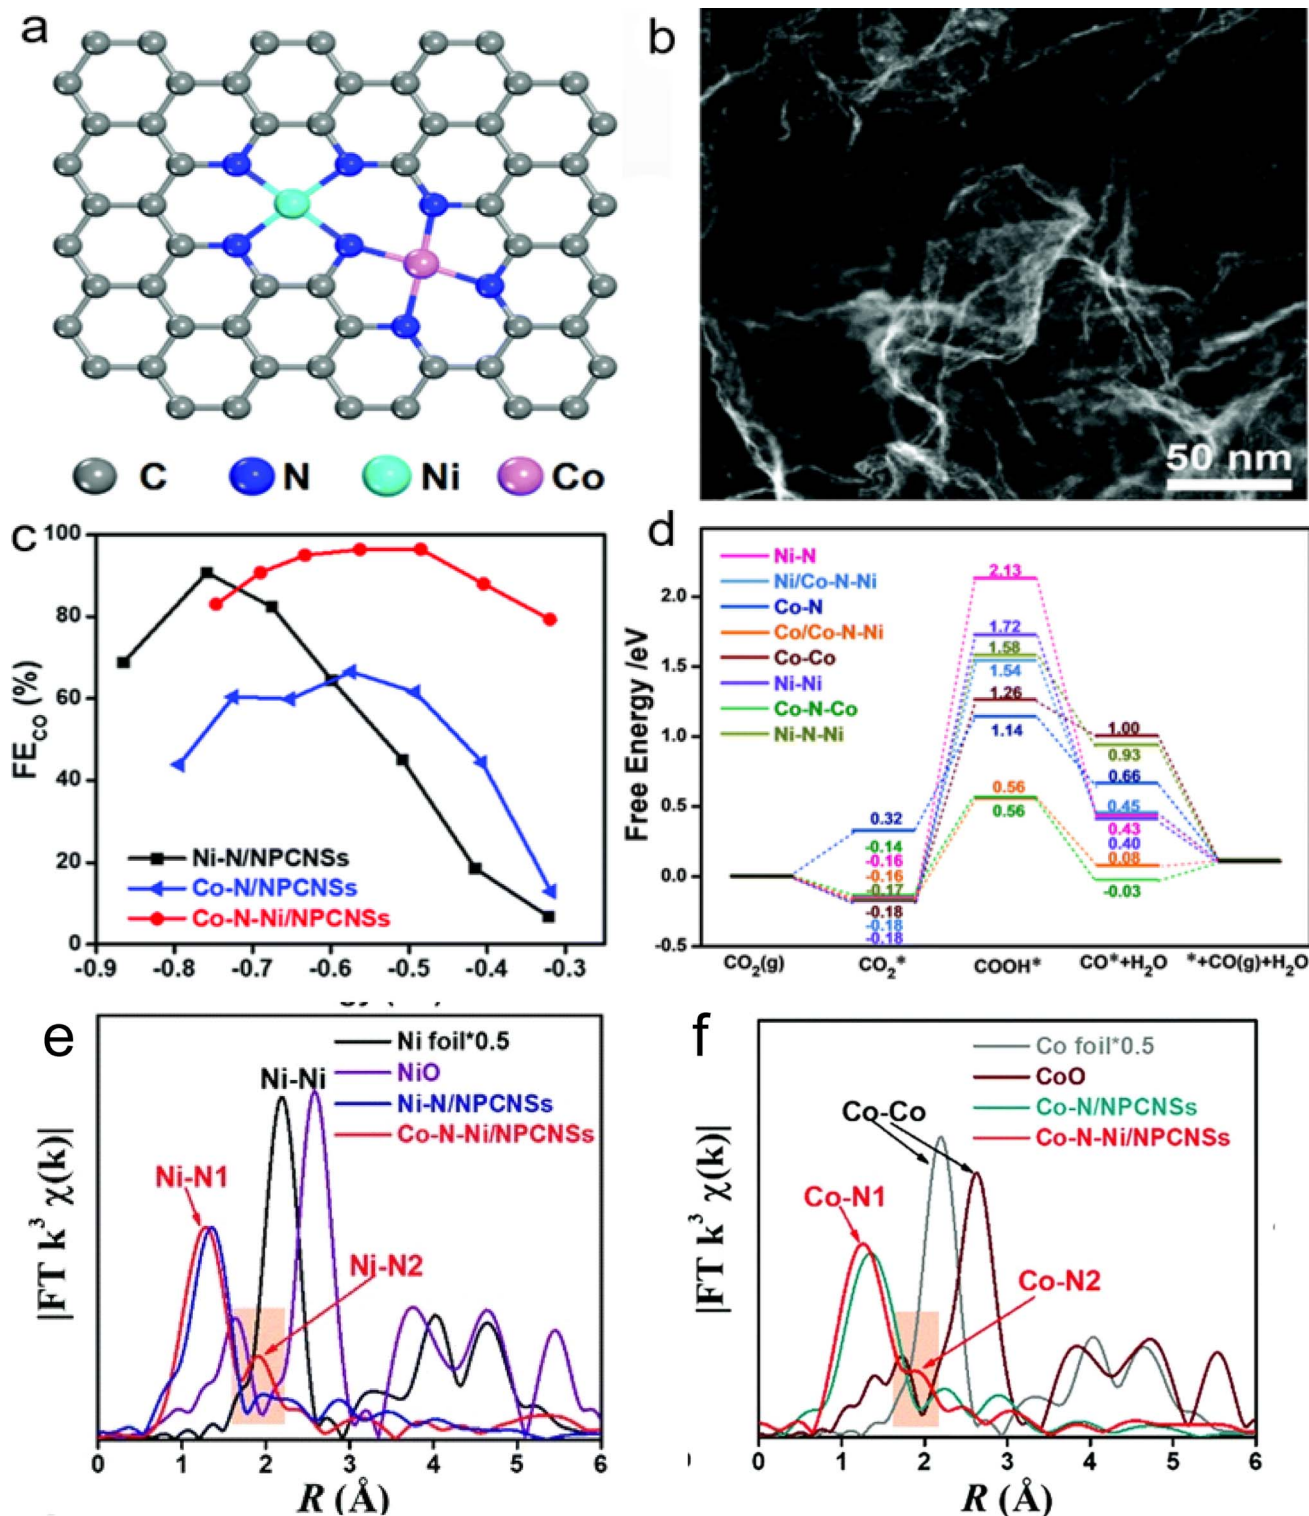 a
C N Ni Co
b
50 nm
c
100
80
60
40
20
0
FE_CO (%)
Ni-N/NPCNSs
Co-N/NPCNSs
Co-N-Ni/NPCNSs
-0.9 -0.8 -0.7 -0.6 -0.5 -0.4 -0.3
d
Free Energy /eV
2.0
1.5
1.0
0.5
0.0
-0.5
Ni-N
Ni/Co-N-Ni
Co-N
Co/Co-N-Ni
Co-Co
Ni-Ni
Co-N-Co
Ni-N-Ni
0.32
-0.14
-0.16
-0.16
-0.17
-0.18
-0.18
-0.18
2.13
1.72
1.58
1.54
1.26
1.14
0.56
0.56
1.00
0.93
0.66
0.45
0.43
0.40
0.08
-0.03
CO₂(g) CO₂* COOH* CO*+H₂O *+CO(g)+H₂O
e
|FT k³ χ(k)|
Ni foil*0.5
NiO
Ni-N/NPCNSs
Co-N-Ni/NPCNSs
Ni-Ni
Ni-N1
Ni-N2
0 1 2 3 4 5 6
R (Å)
f
|FT k³ χ(k)|
Co foil*0.5
CoO
Co-N/NPCNSs
Co-N-Ni/NPCNSs
Co-Co
Co-N1
Co-N2
0 1 2 3 4 5 6
R (Å)